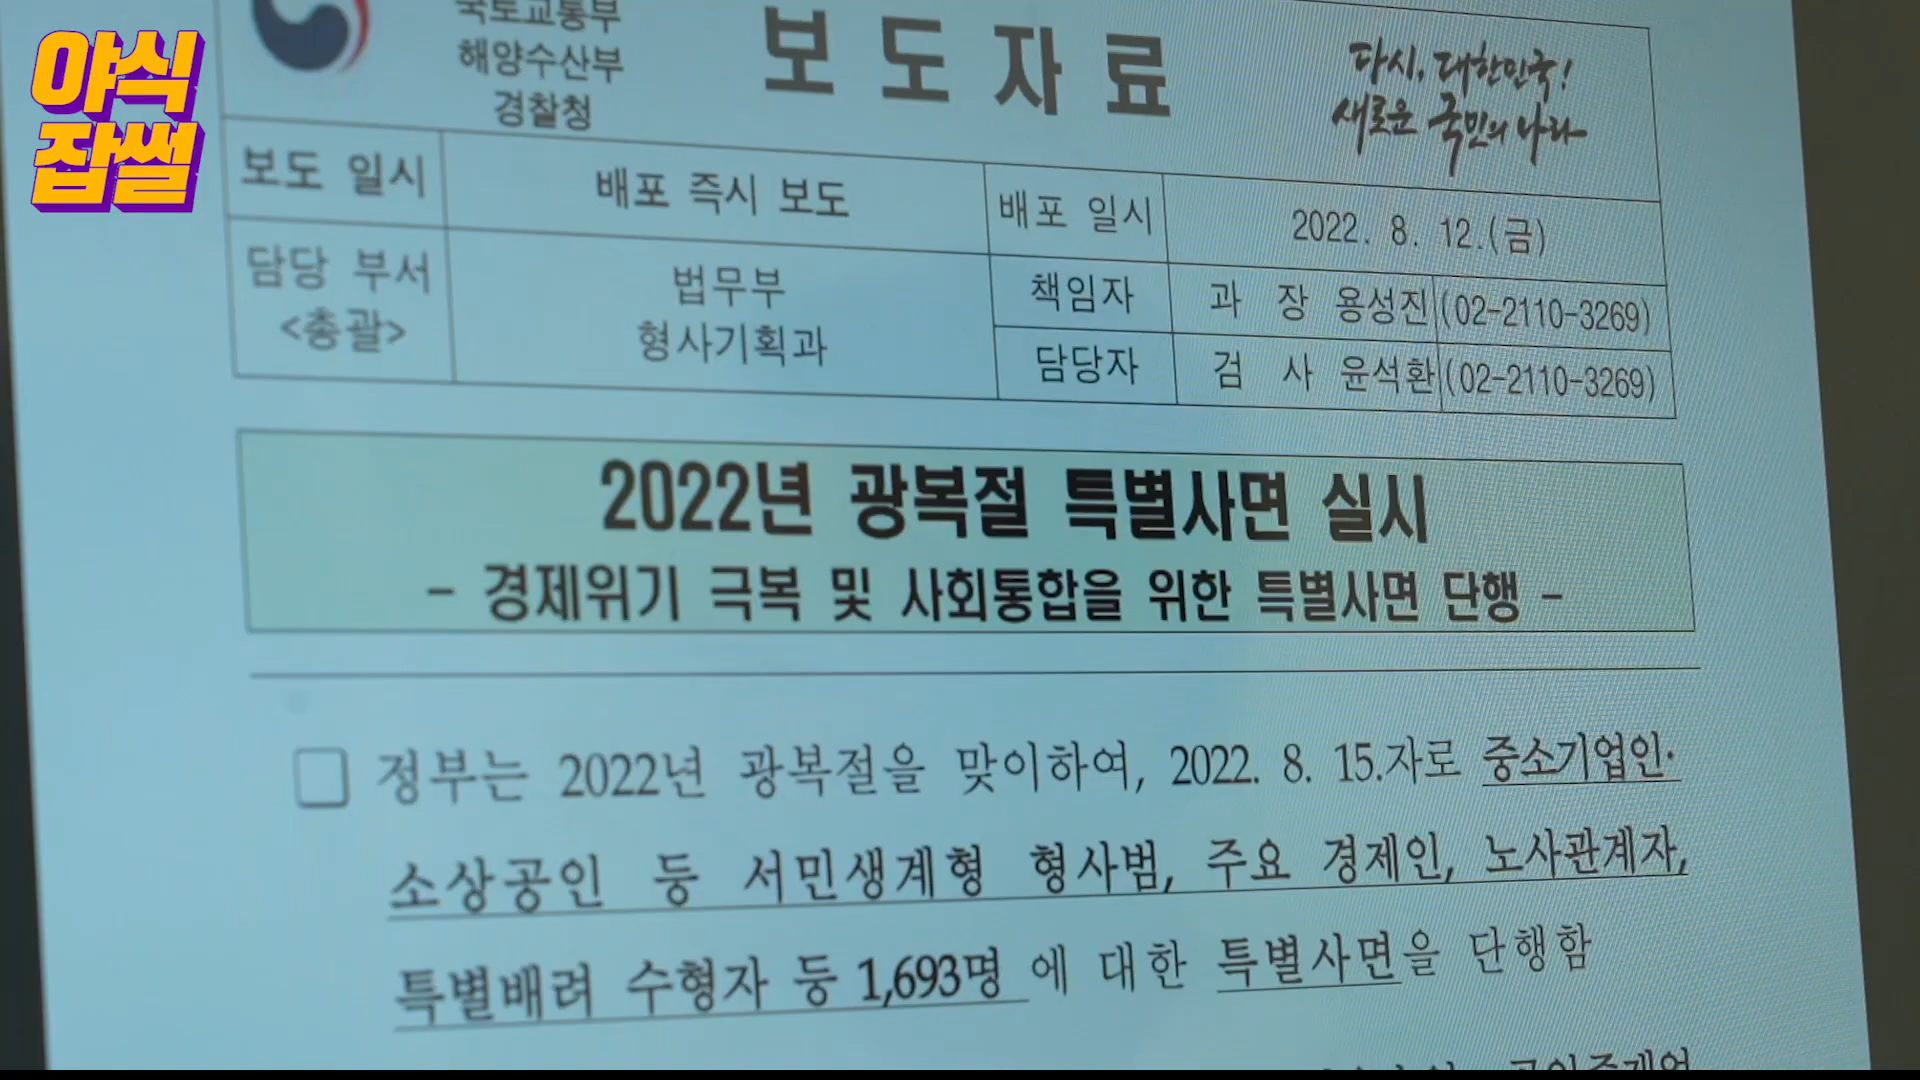 야식
잡썰
국토교통부
해양수산부
경찰청
보도자료
다시, 대한민국!
새로운 국민의 나라
보도 일시 배포 즉시 보도 배포 일시 2022. 8. 12.(금)
담당 부서 <총괄> 법무부 형사기획과 책임자 과 장 용성진 (02-2110-3269)
담당자 검 사 윤석환 (02-2110-3269)
2022년 광복절 특별사면 실시
- 경제위기 극복 및 사회통합을 위한 특별사면 단행 -
□ 정부는 2022년 광복절을 맞이하여, 2022. 8. 15.자로 중소기업인·
소상공인 등 서민생계형 형사범, 주요 경제인, 노사관계자,
특별배려 수형자 등 1,693명 에 대한 특별사면을 단행함